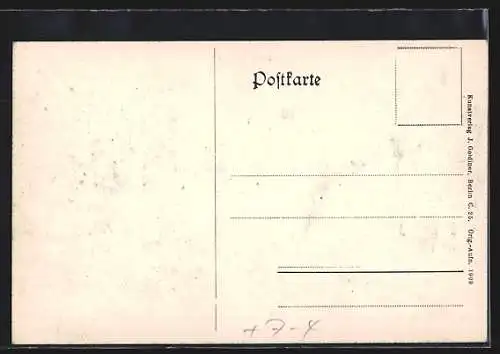 Postkarte
Kunstverlag J. Goldiner, Berlin C. 25. Orig.-Aufn. 1909